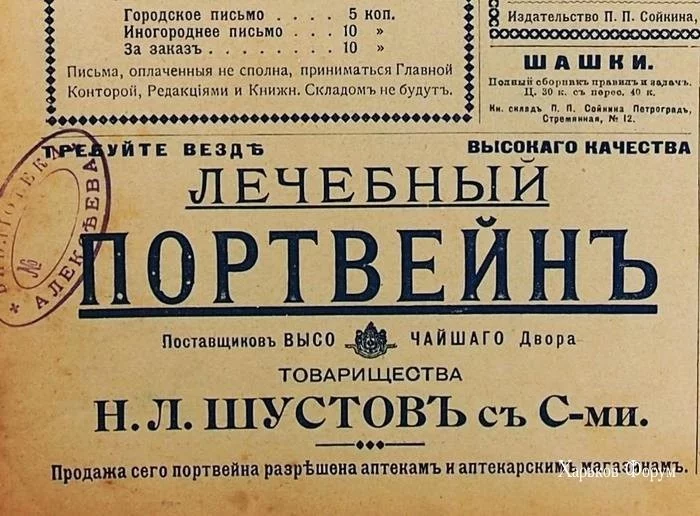 Городское письмо . . . . 5 коп.
Иногороднее письмо . . 10 »
За заказъ . . . . . . . . 10 »
Письма, оплаченныя не сполна, приниматься Главной
Конторой, Редакціями и Книжн. Складомъ не будутъ.
Издательство П. П. Сойкина,
ШАШКИ.
Полный сборникъ правилъ и задачъ.
Ц. 30 к. съ перес. 40 к.
Кн. складъ П. П. Сойкина Петроградъ,
Стремянная, № 12.
ТРЕБУЙТЕ ВЕЗДѢ ВЫСОКАГО КАЧЕСТВА
ЛЕЧЕБНЫЙ
ПОРТВЕЙНЪ
Поставщиковъ ВЫСОЧАЙШАГО Двора
ТОВАРИЩЕСТВА
Н. Л. ШУСТОВЪ съ С-ми.
Продажа сего портвейна разрѣшена аптекамъ и аптекарскимъ магазинамъ.
БИБЛІОТЕКА
№
АЛЕКСѢЕВА
Харьков Форум